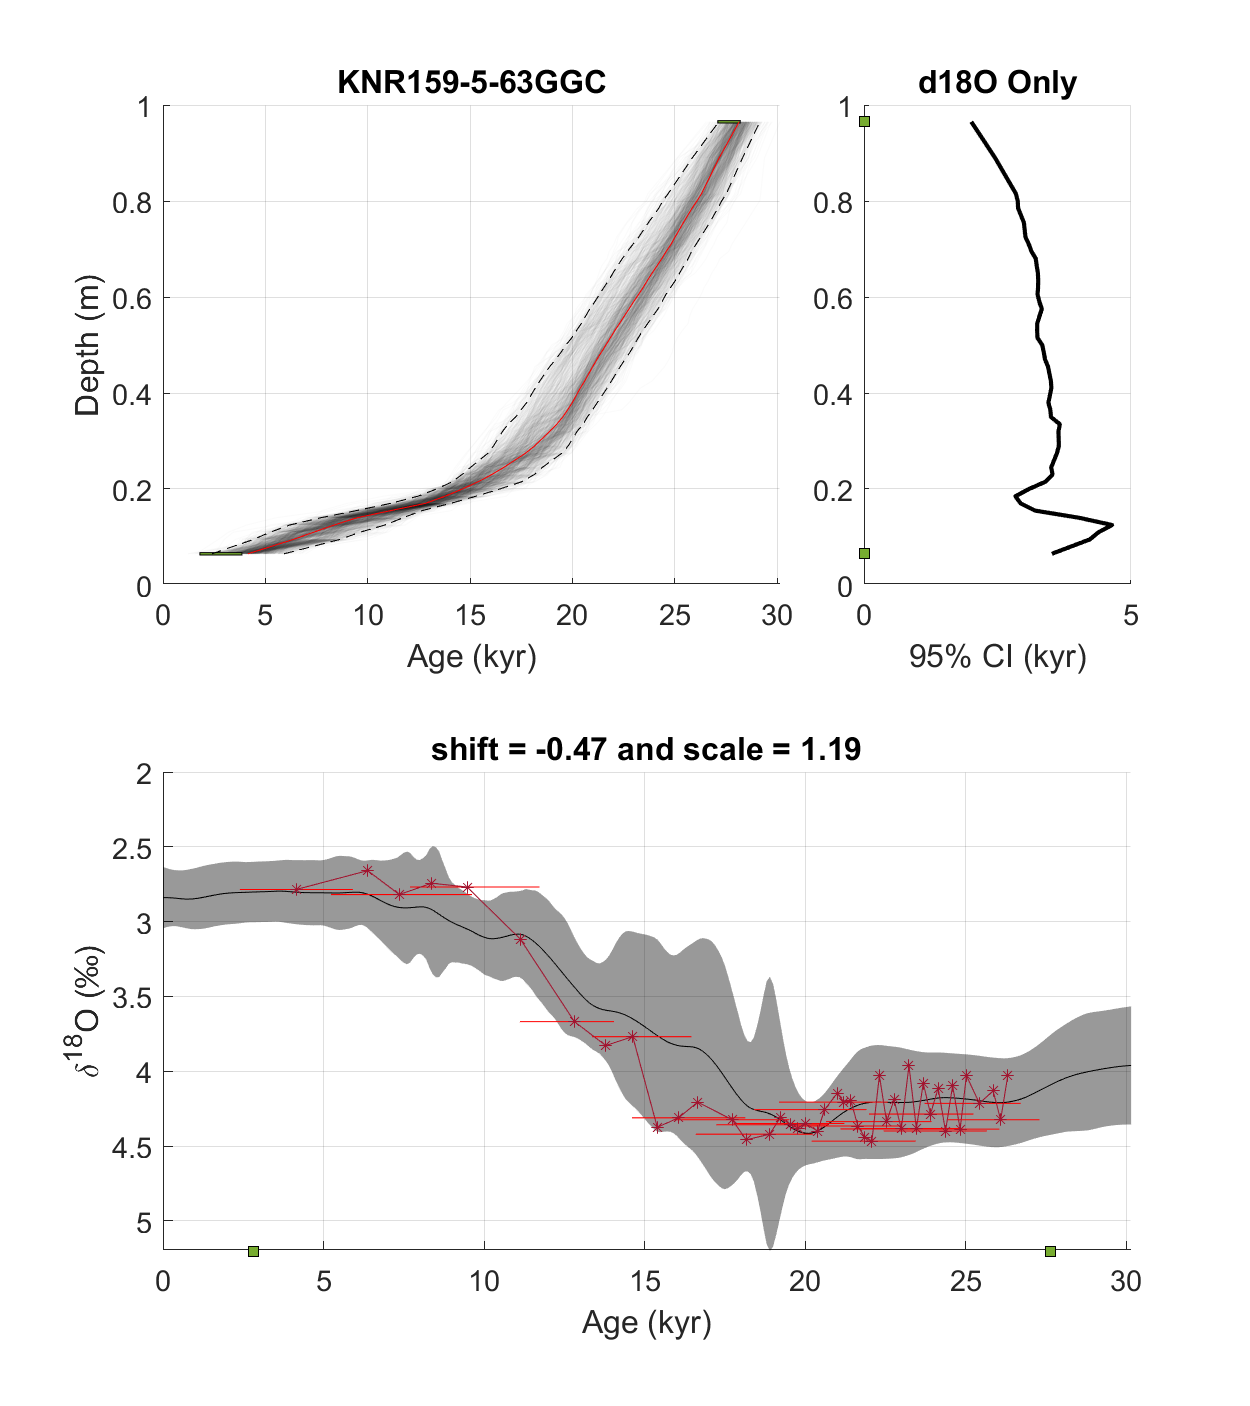 KNR159-5-63GGC
d18O Only
1
0.8
0.6
0.4
0.2
0
Depth (m)
0 5 10 15 20 25 30
Age (kyr)
1
0.8
0.6
0.4
0.2
0
0 5
95% CI (kyr)
shift = -0.47 and scale = 1.19
2
2.5
3
3.5
4
4.5
5
δ¹⁸O (‰)
0 5 10 15 20 25 30
Age (kyr)